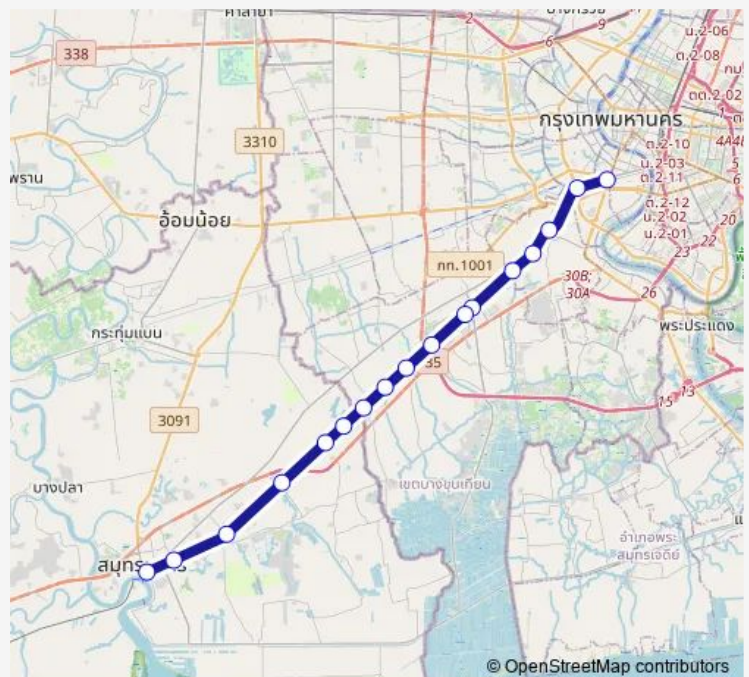 ศาลายา
338
3310
พราน
อ้อมน้อย
กระทุ่มแบน
3091
บางปลา
กท.1001
35
30B;
30A
26
15
13
2
6
9
น.2-06
ต.2-08
ดต.2-02
กรุงเทพมหานคร
ต.2-10
น.2-03
ต.2-11
4A4B
5
6
ต.2-12
น.2-02
น.2-01
20
22
23
พระประแดง
เขตบางขุนเทียน
อำเภอพระ
สมุทรเจดีย์
© OpenStreetMap contributors